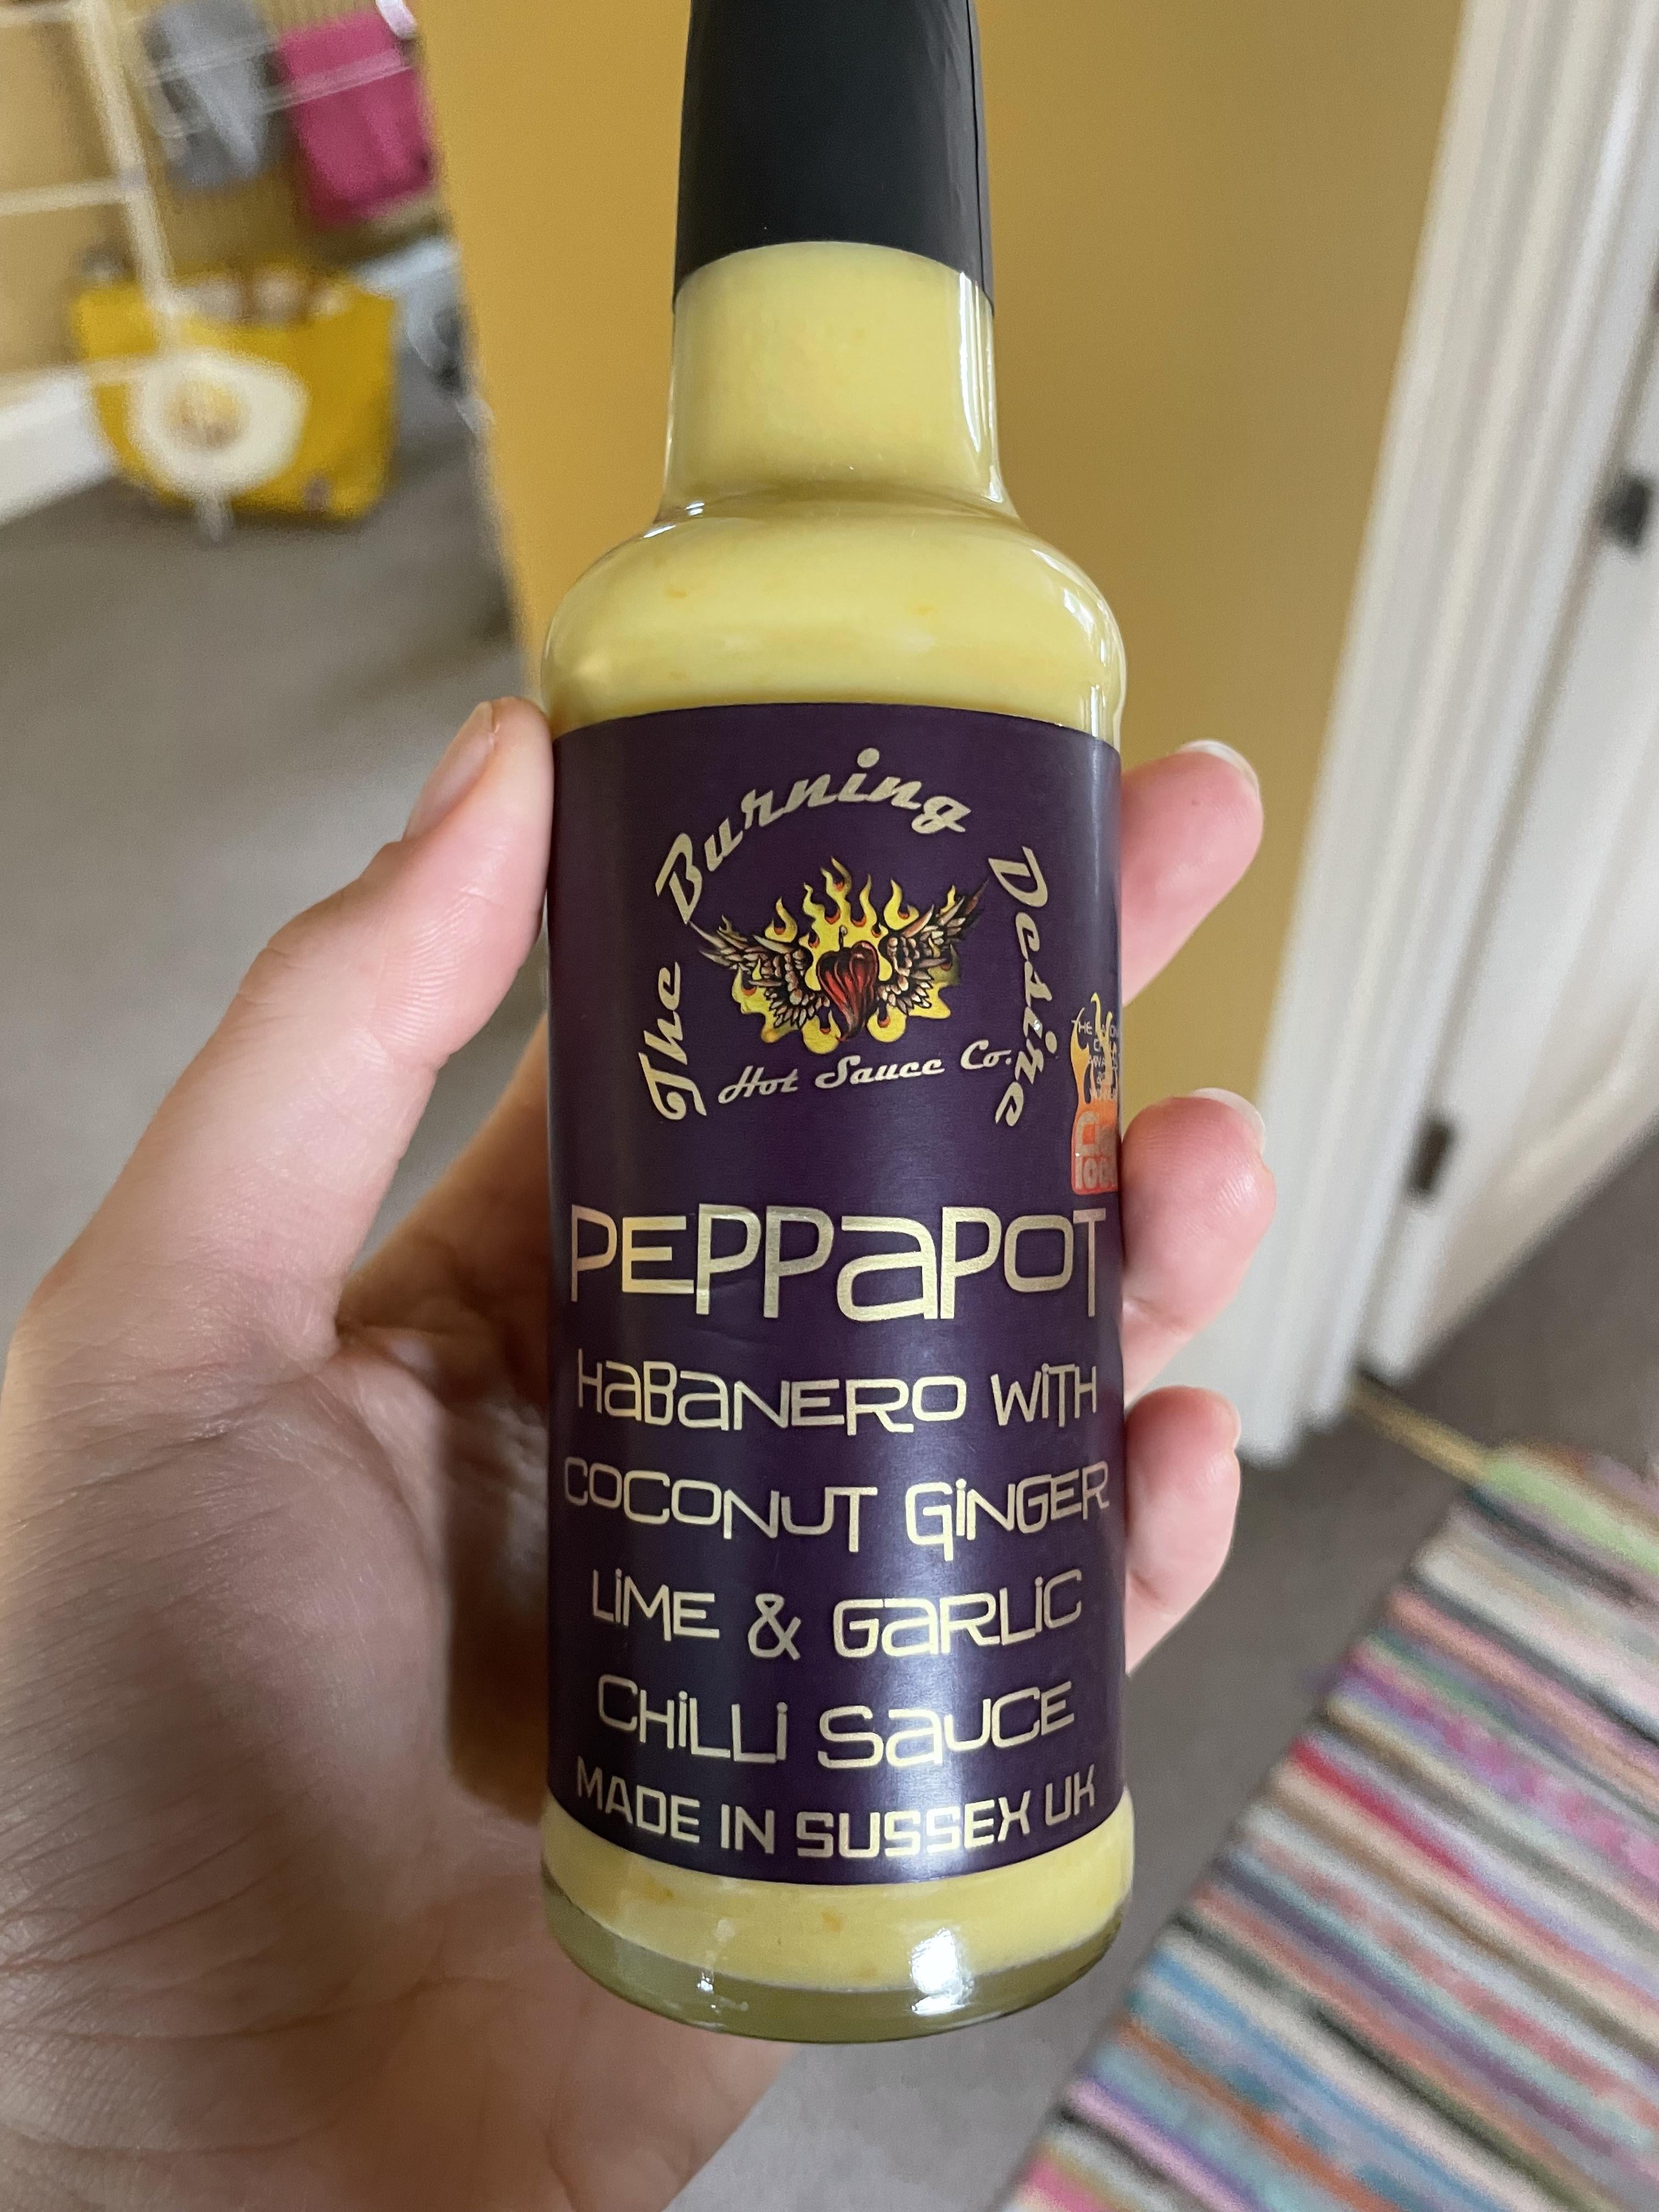 The Burning Desire
Hot Sauce Co.
PEPPAPOT
HABANERO WITH
COCONUT GINGER
LIME & GARLIC
CHILLI SAUCE
MADE IN SUSSEX UK